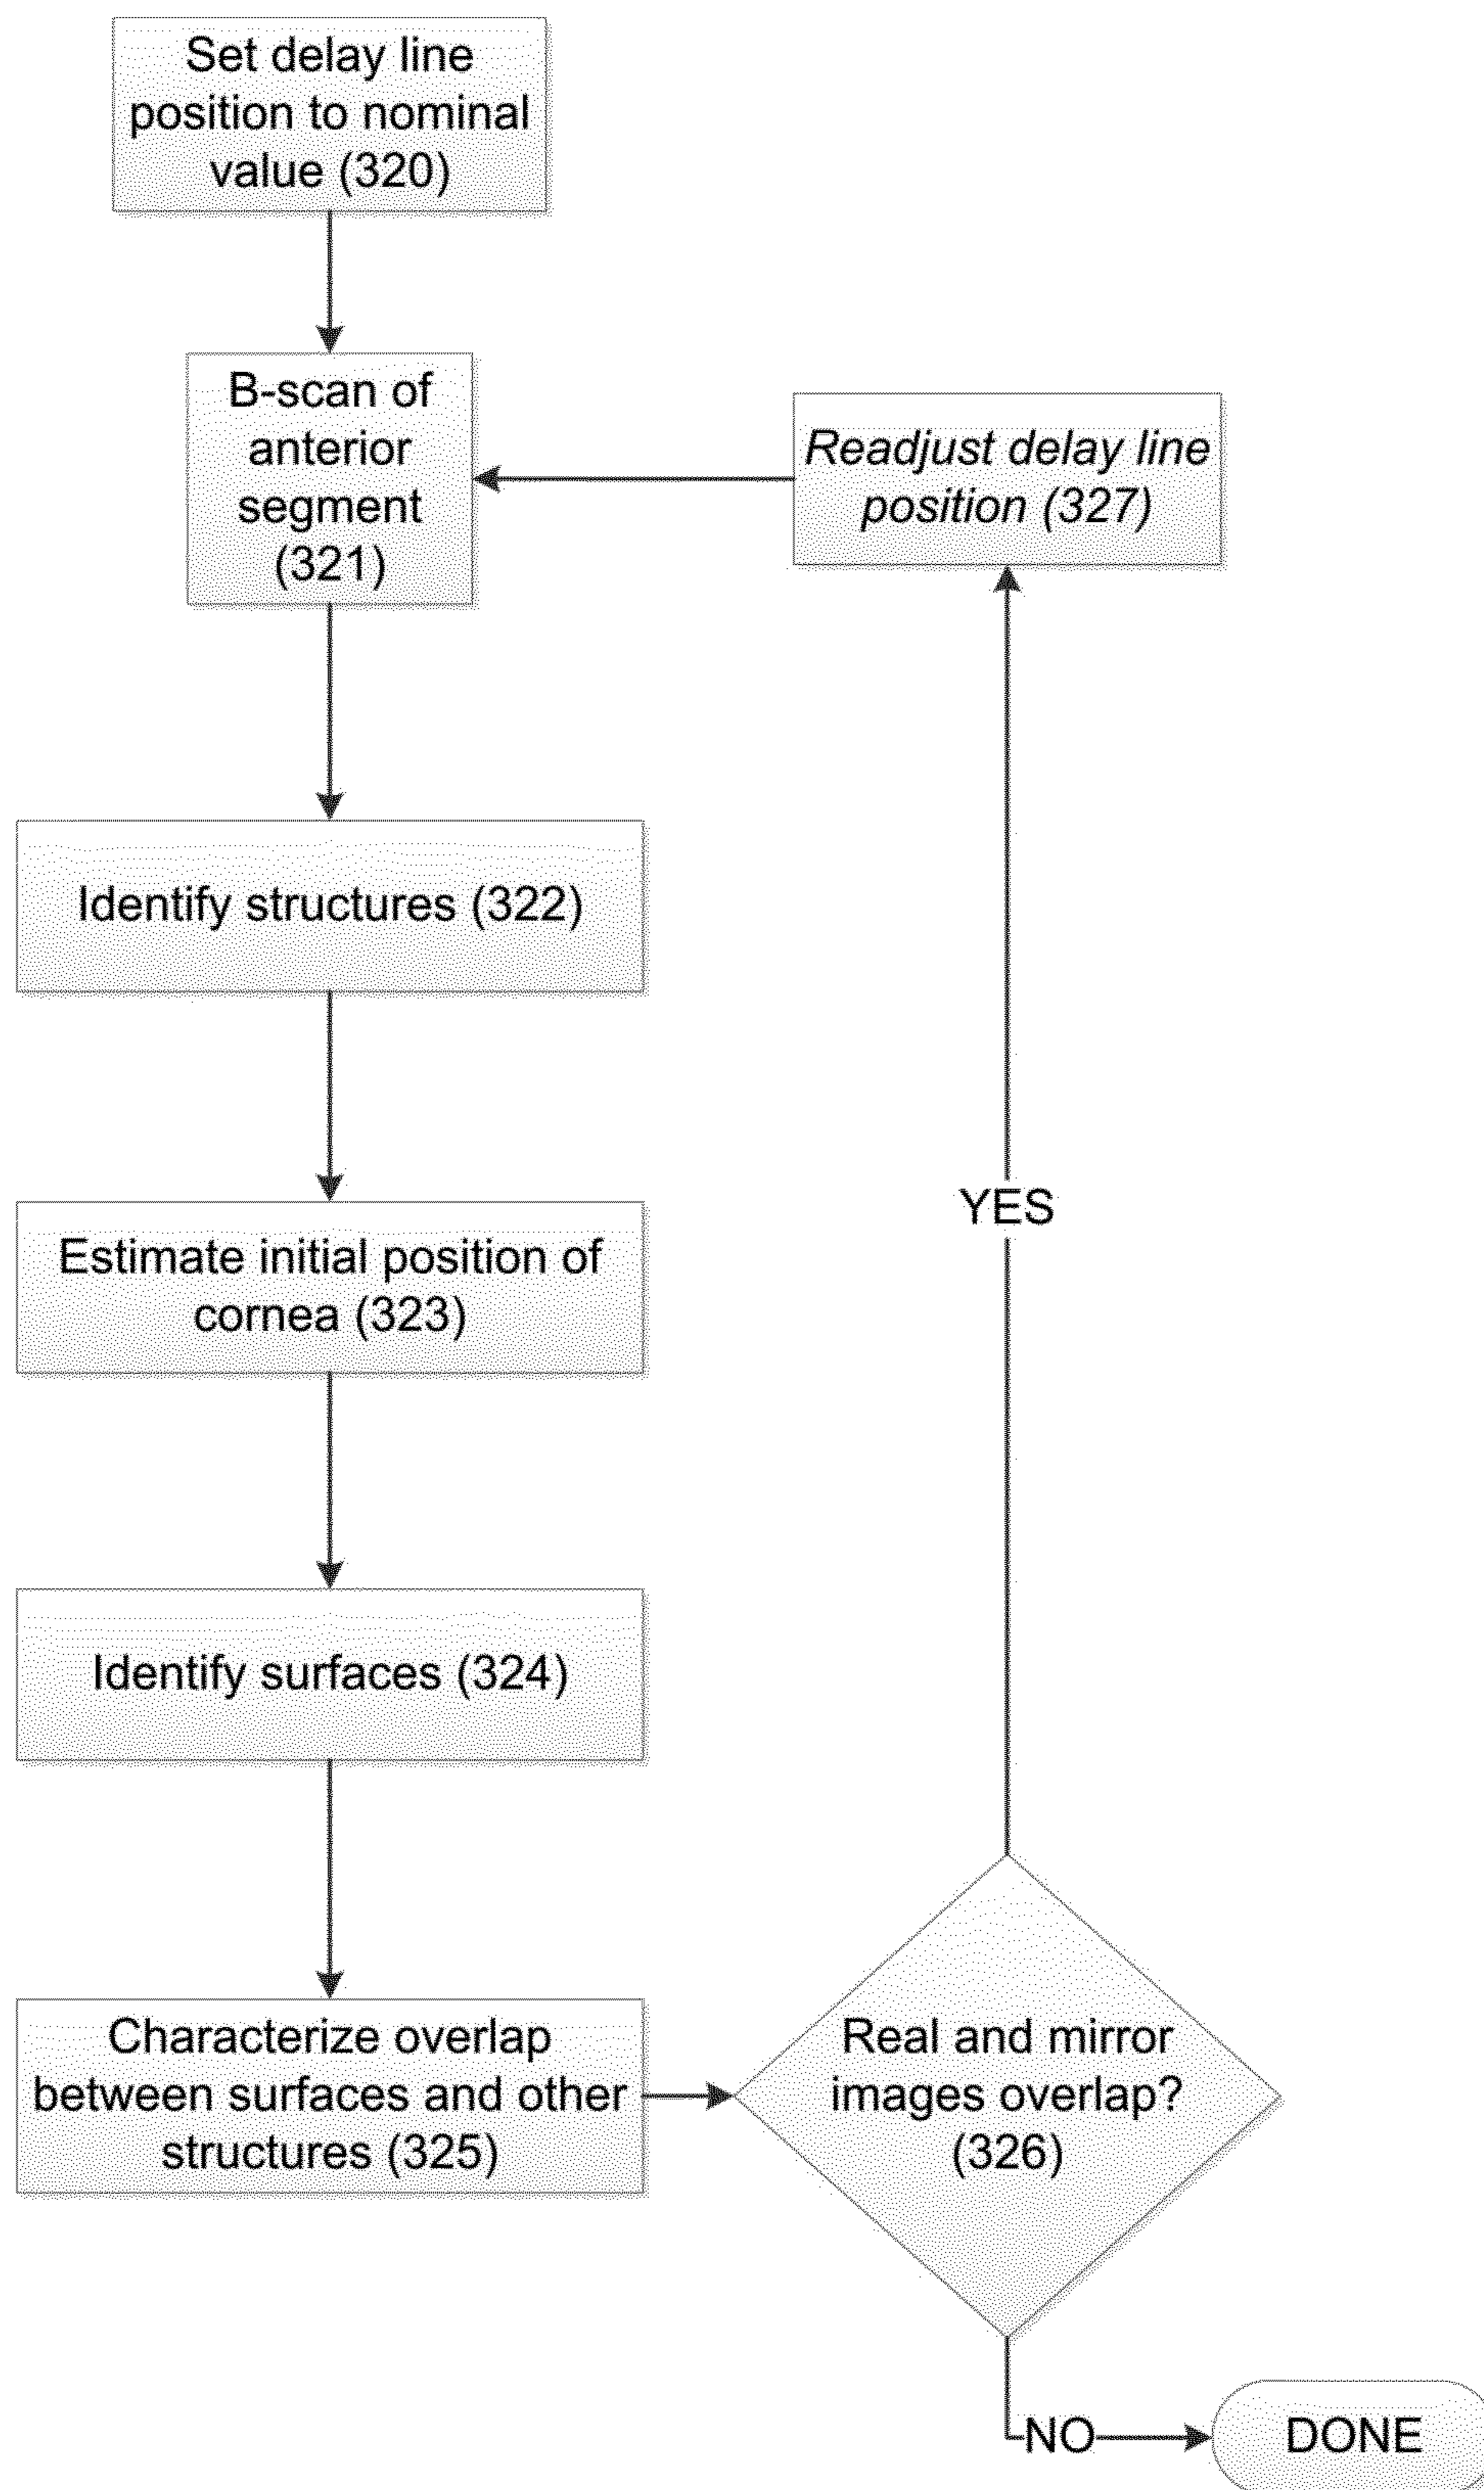 Set delay line
position to nominal
value (320)
B-scan of
anterior
segment
(321)
Readjust delay line
position (327)
Identify structures (322)
Estimate initial position of
cornea (323)
YES
Identify surfaces (324)
Characterize overlap
between surfaces and other
structures (325)
Real and mirror
images overlap?
(326)
NO
DONE